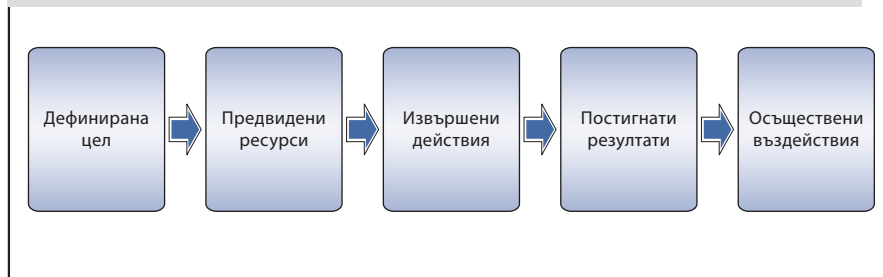 Дефинирана
цел
Предвидени
ресурси
Извършени
действия
Постигнати
резултати
Осъществени
въздействия